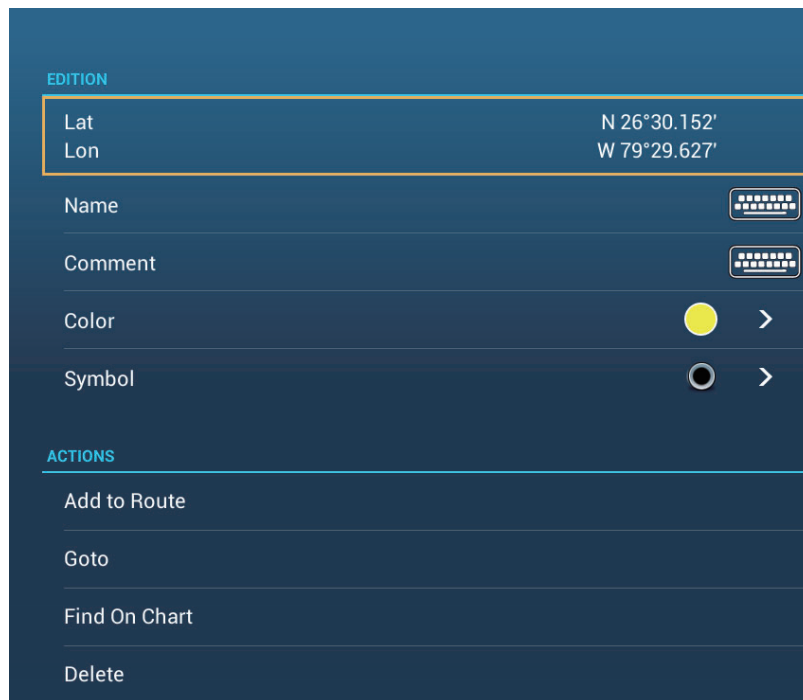 EDITION
Lat N 26°30.152'
Lon W 79°29.627'
Name
Comment
Color
Symbol
ACTIONS
Add to Route
Goto
Find On Chart
Delete